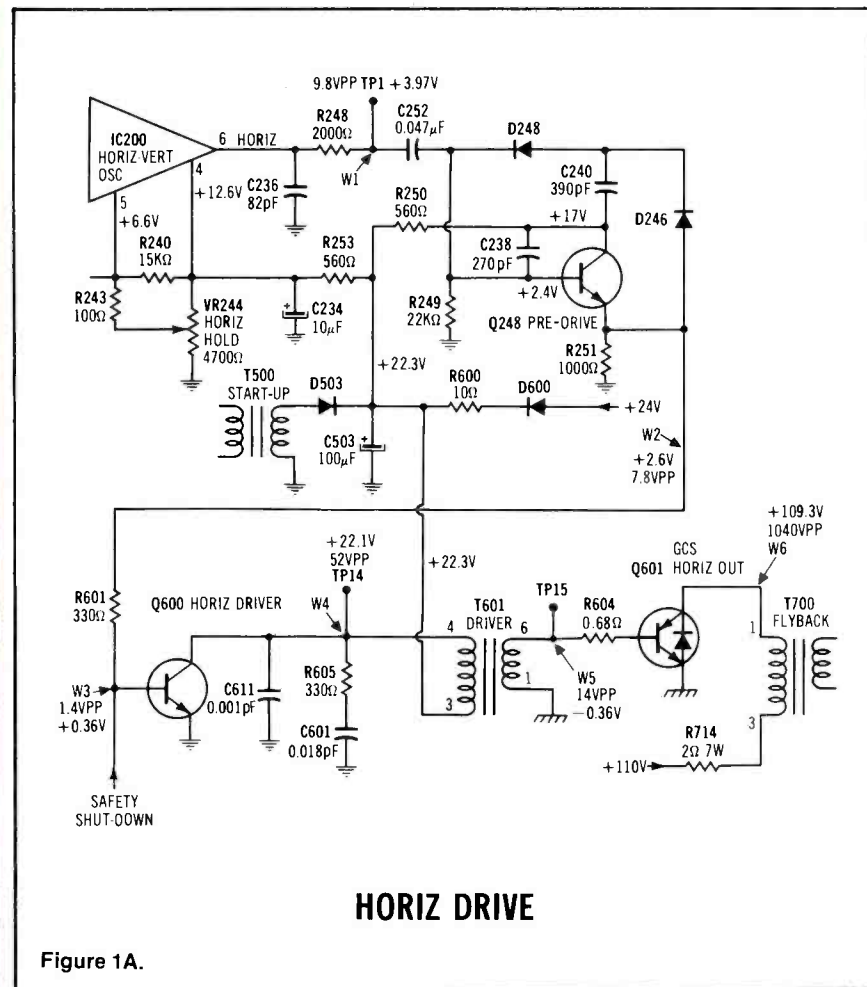 9.8VPP TP1 +3.97V
IC200
HORIZ-VERT
OSC
6 HORIZ
R248
2000Ω
C252
0.047µF
D248
W1
4
+12.6V
C236
82pF
R250
560Ω
C240
390pF
+17V
D246
5
+6.6V
R240
15KΩ
R253
560Ω
C238
270pF
R243
100Ω
VR244
HORIZ
HOLD
4700Ω
+
C234
10µF
R249
22KΩ
+2.4V
Q248 PRE-DRIVE
R251
1000Ω
T500
START-UP
D503
+22.3V
R600
10Ω
D600
+24V
+
C503
100µF
W2
+2.6V
7.8VPP
+22.1V
52VPP
TP14
+22.3V
+109.3V
1040VPP
W6
GCS
Q601 HORIZ OUT
R601
330Ω
Q600 HORIZ DRIVER
W4
4
T601
DRIVER
6
TP15
R604
0.68Ω
T700
FLYBACK
1
W3
1.4VPP
+0.36V
C611
0.001pF
R605
330Ω
C601
0.018pF
3
1
W5
14VPP
−0.36V
3
R714
2Ω 7W
+110V
SAFETY
SHUT-DOWN
HORIZ DRIVE
Figure 1A.